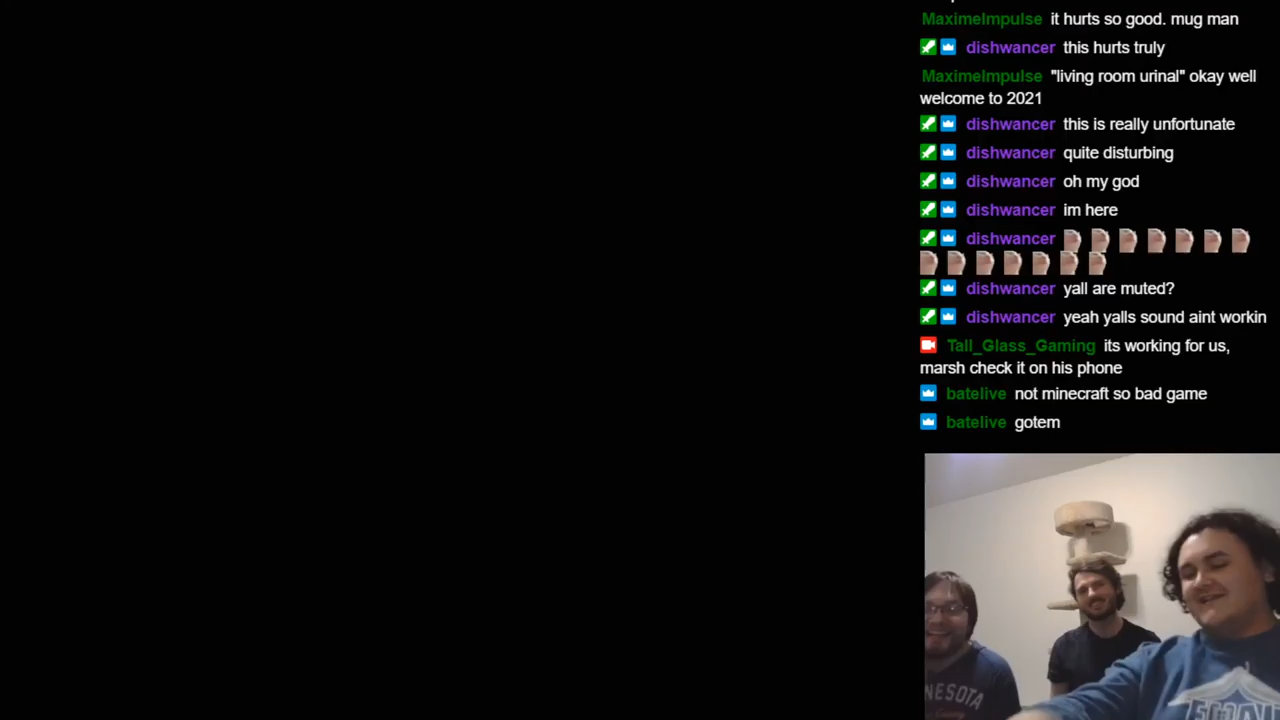 MaximeImpulse it hurts so good. mug man
dishwancer this hurts truly
MaximeImpulse "living room urinal" okay well
welcome to 2021
dishwancer this is really unfortunate
dishwancer quite disturbing
dishwancer oh my god
dishwancer im here
dishwancer
dishwancer yall are muted?
dishwancer yeah yalls sound aint workin
Tall_Glass_Gaming its working for us,
marsh check it on his phone
batelive not minecraft so bad game
batelive gotem
NESOTA